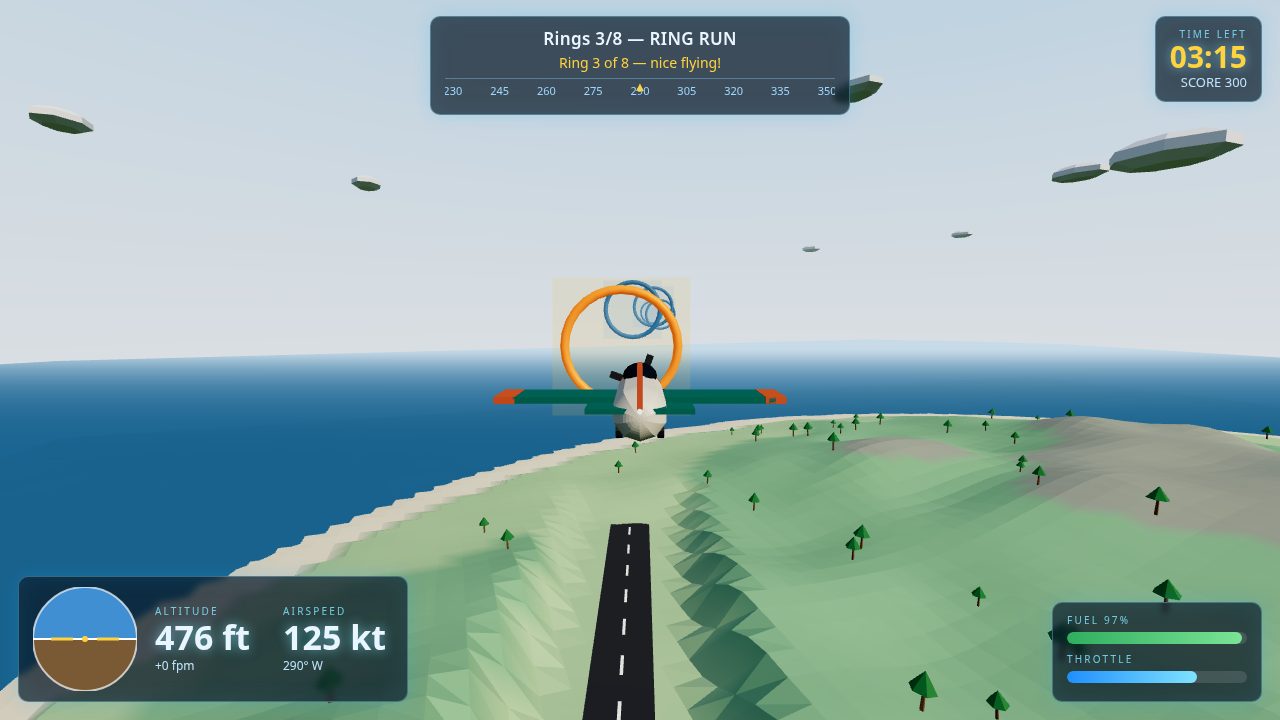 Rings 3/8 — RING RUN
Ring 3 of 8 — nice flying!
230 245 260 275 290 305 320 335 350
TIME LEFT
03:15
SCORE 300
ALTITUDE
476 ft
+0 fpm
AIRSPEED
125 kt
290° W
FUEL 97%
THROTTLE